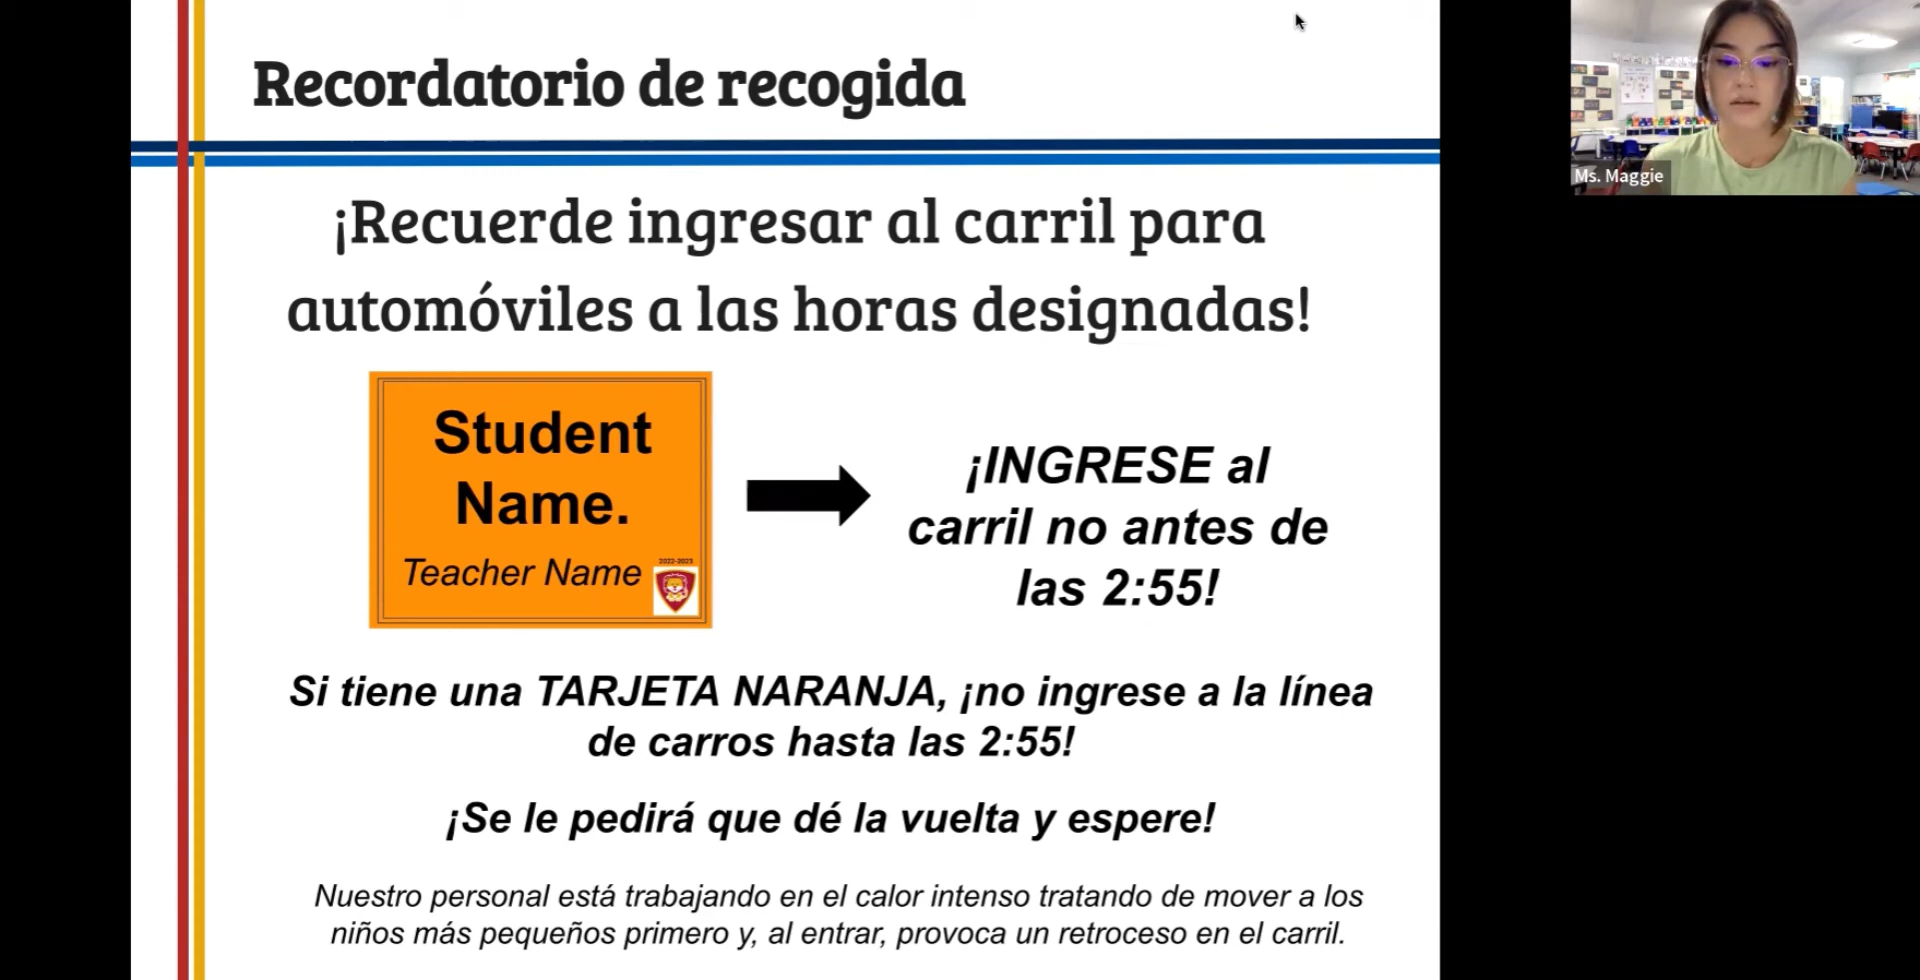 Recordatorio de recogida
¡Recuerde ingresar al carril para
automóviles a las horas designadas!
Student
Name.
Teacher Name
2022-2023
¡INGRESE al
carril no antes de
las 2:55!
Si tiene una TARJETA NARANJA, ¡no ingrese a la línea
de carros hasta las 2:55!
¡Se le pedirá que dé la vuelta y espere!
Nuestro personal está trabajando en el calor intenso tratando de mover a los
niños más pequeños primero y, al entrar, provoca un retroceso en el carril.
Ms. Maggie